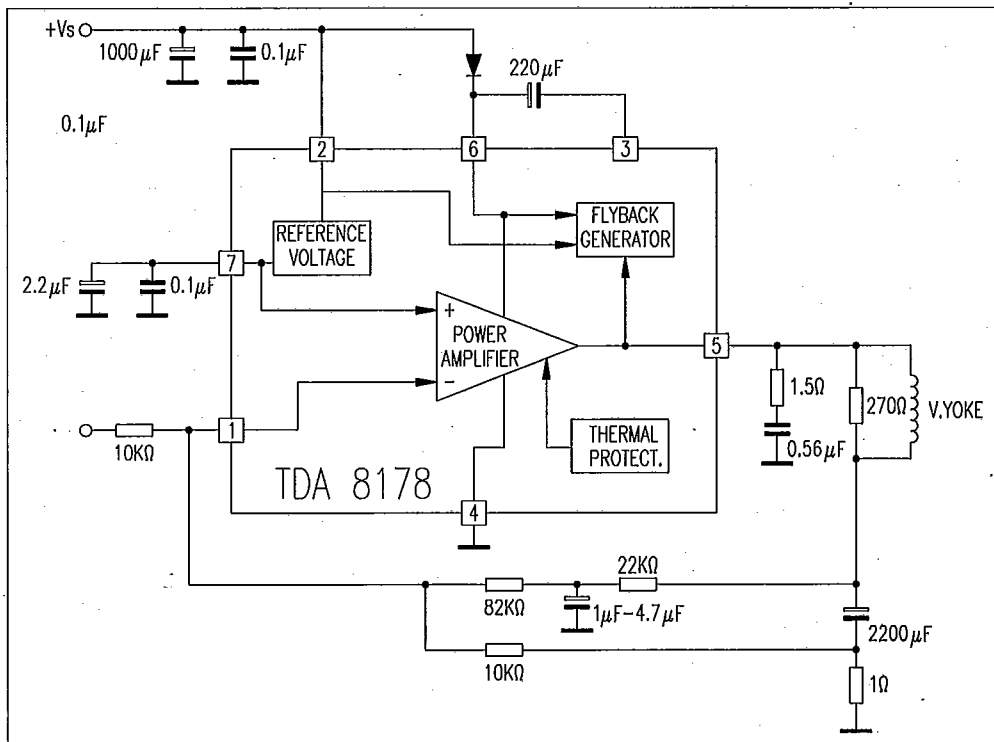 +Vs
1000μF
0.1μF
220μF
0.1μF
2
6
3
REFERENCE
VOLTAGE
FLYBACK
GENERATOR
7
2.2μF
0.1μF
+
POWER
AMPLIFIER
−
5
1.5Ω
270Ω
V.YOKE
0.56μF
1
10KΩ
THERMAL
PROTECT.
TDA 8178
4
22KΩ
82KΩ
1μF-4.7μF
2200μF
10KΩ
1Ω